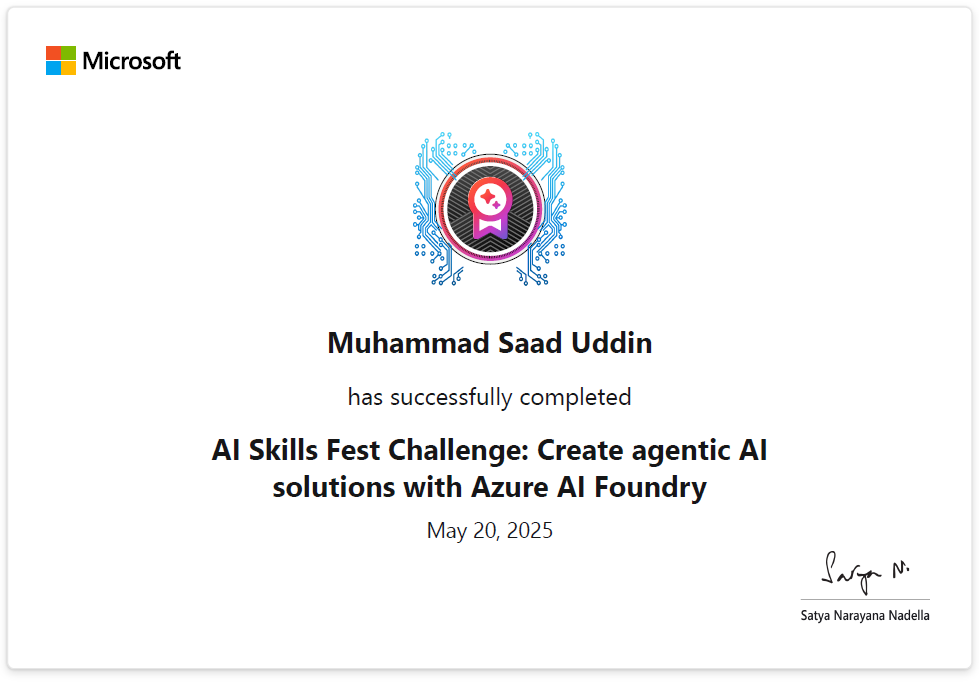 Microsoft
Muhammad Saad Uddin
has successfully completed
AI Skills Fest Challenge: Create agentic AI
solutions with Azure AI Foundry
May 20, 2025
Satya N.
Satya Narayana Nadella